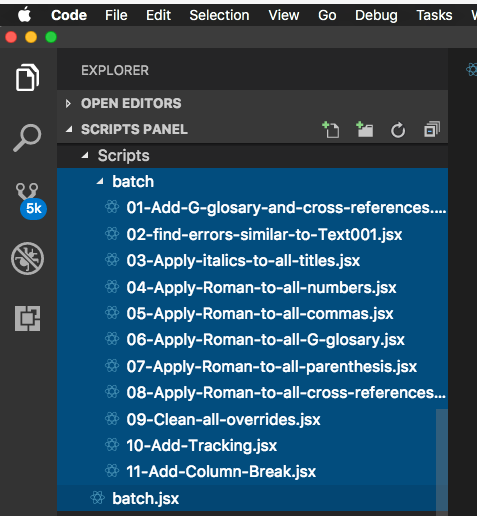 Code File Edit Selection View Go Debug Tasks
EXPLORER
OPEN EDITORS
SCRIPTS PANEL
Scripts
batch
01-Add-G-glosary-and-cross-references....
02-find-errors-similar-to-Text001.jsx
03-Apply-italics-to-all-titles.jsx
5k
04-Apply-Roman-to-all-numbers.jsx
05-Apply-Roman-to-all-commas.jsx
06-Apply-Roman-to-all-G-glosary.jsx
07-Apply-Roman-to-all-parenthesis.jsx
08-Apply-Roman-to-all-cross-references...
09-Clean-all-overrides.jsx
10-Add-Tracking.jsx
11-Add-Column-Break.jsx
batch.jsx